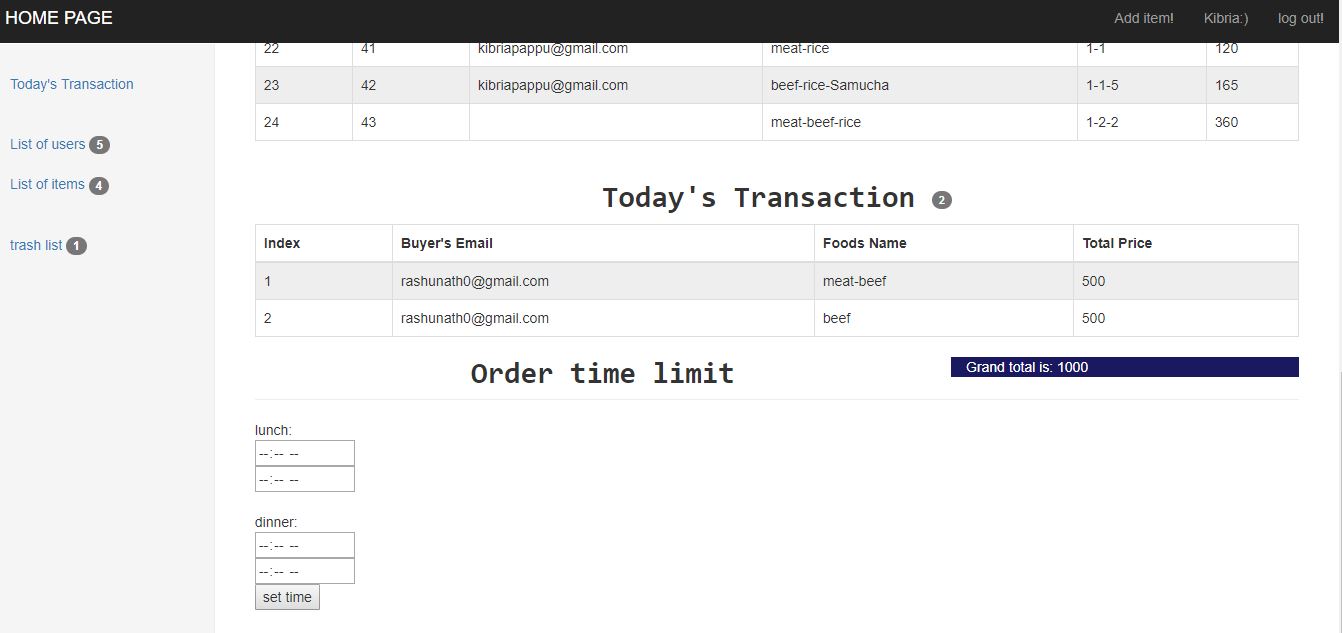 HOME PAGE Add item! Kibria:) log out!
22 41 kibriapappu@gmail.com meat-rice 1-1 120
Today's Transaction
23 42 kibriapappu@gmail.com beef-rice-Samucha 1-1-5 165
24 43 meat-beef-rice 1-2-2 360
List of users 5
List of items 4
trash list 1
Today's Transaction 2
Index Buyer's Email Foods Name Total Price
1 rashunath0@gmail.com meat-beef 500
2 rashunath0@gmail.com beef 500
Order time limit
Grand total is: 1000
lunch:
--:-- --
--:-- --
dinner:
--:-- --
--:-- --
set time